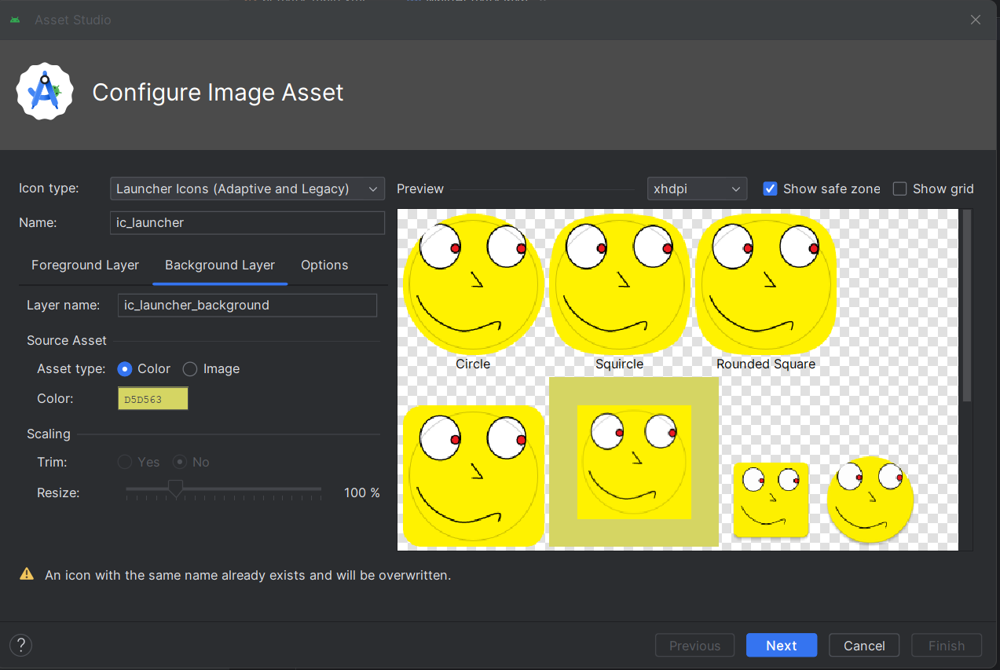 Asset Studio
Configure Image Asset
Icon type:
Launcher Icons (Adaptive and Legacy)
Preview
xhdpi
Show safe zone
Show grid
Name:
ic_launcher
Foreground Layer
Background Layer
Options
Layer name:
ic_launcher_background
Source Asset
Asset type:
Color
Image
Color:
D5D563
Scaling
Trim:
Yes
No
Resize:
100 %
Circle
Squircle
Rounded Square
An icon with the same name already exists and will be overwritten.
?
Previous
Next
Cancel
Finish